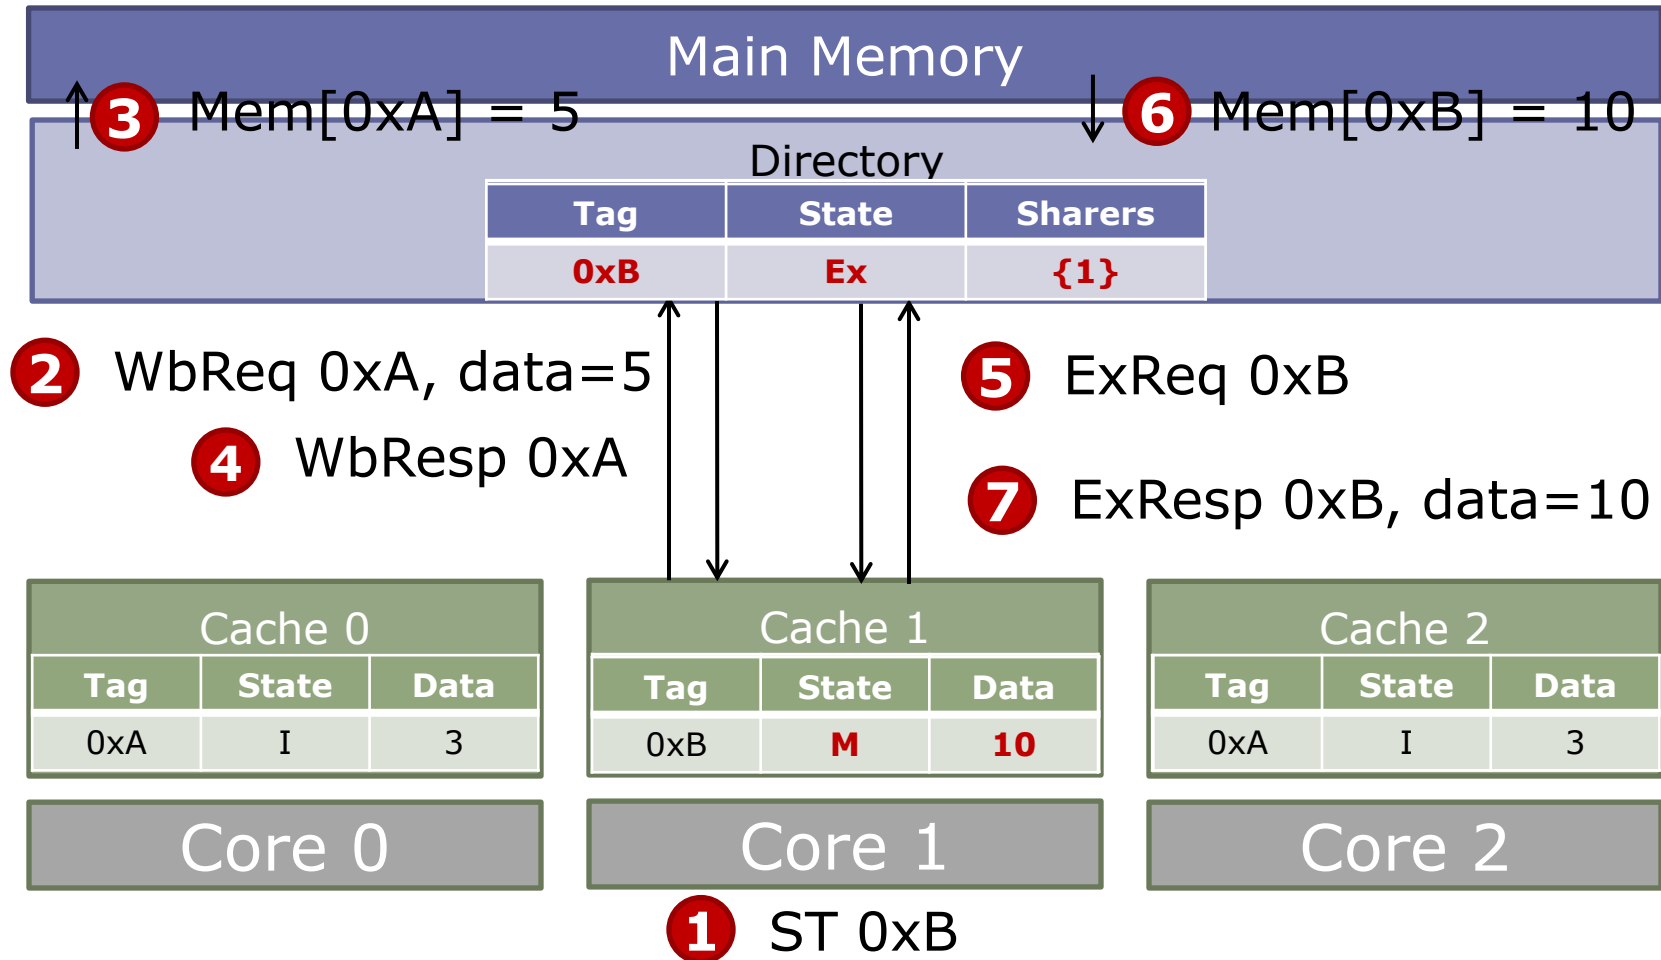 Main Memory
3 Mem[0xA] = 5
6 Mem[0xB] = 10
Directory
Tag State Sharers
0xB Ex {1}
2 WbReq 0xA, data=5
5 ExReq 0xB
4 WbResp 0xA
7 ExResp 0xB, data=10
Cache 0
Tag State Data
0xA I 3
Core 0
Cache 1
Tag State Data
0xB M 10
Core 1
Cache 2
Tag State Data
0xA I 3
Core 2
1 ST 0xB